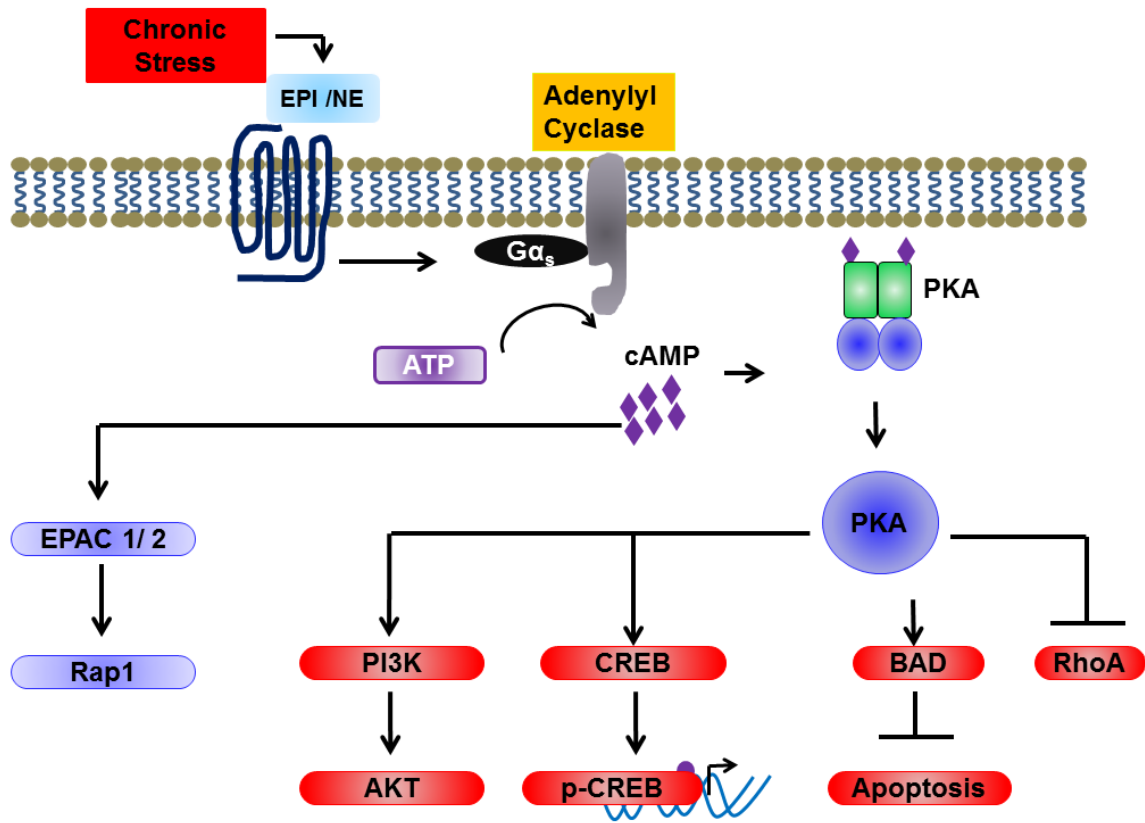 Chronic
Stress
EPI /NE
Adenylyl
Cyclase
Gαs
PKA
ATP
cAMP
PKA
EPAC 1/ 2
PI3K
CREB
BAD
RhoA
Rap1
AKT
p-CREB
Apoptosis